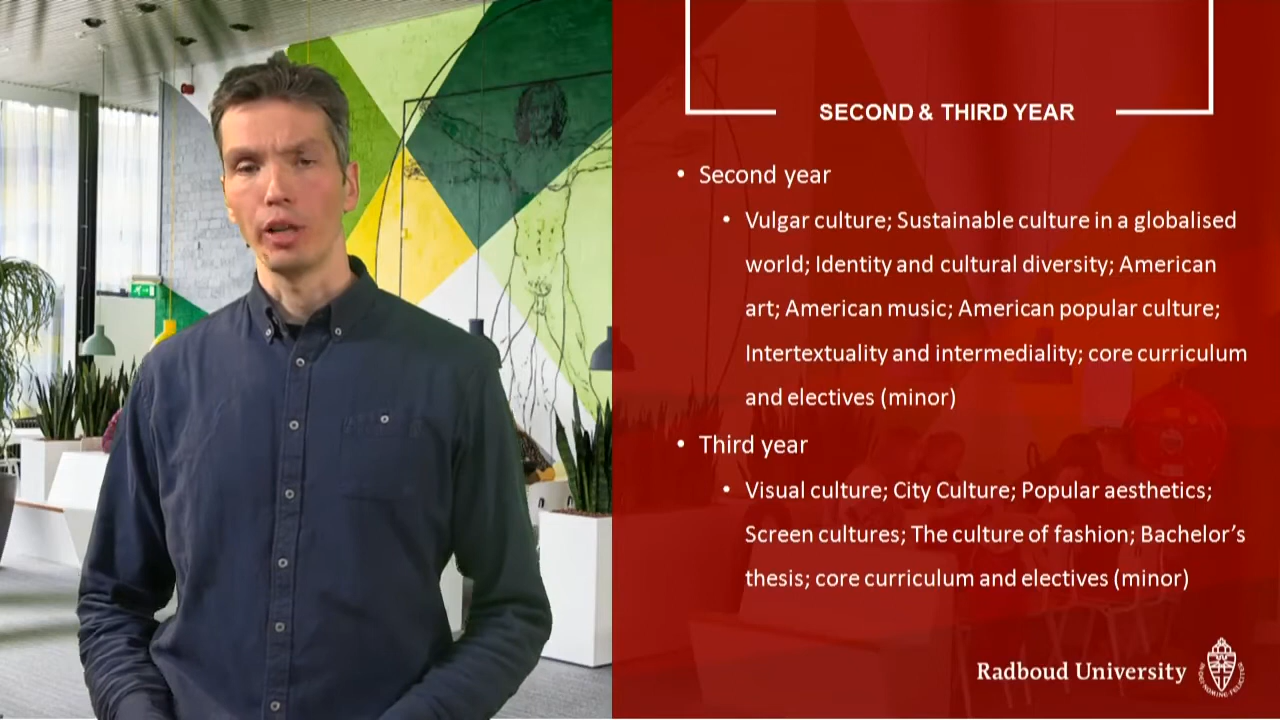 SECOND & THIRD YEAR
• Second year
• Vulgar culture; Sustainable culture in a globalised
world; Identity and cultural diversity; American
art; American music; American popular culture;
Intertextuality and intermediality; core curriculum
and electives (minor)
• Third year
• Visual culture; City Culture; Popular aesthetics;
Screen cultures; The culture of fashion; Bachelor’s
thesis; core curriculum and electives (minor)
Radboud University